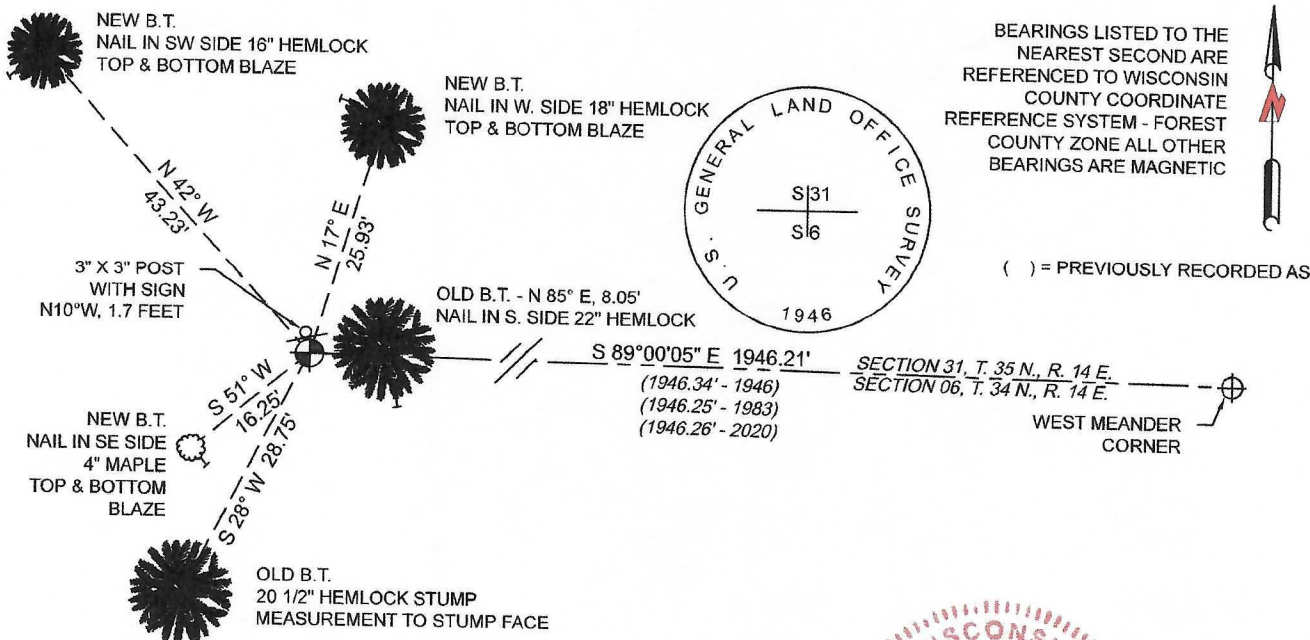 NEW B.T.
NAIL IN SW SIDE 16" HEMLOCK
TOP & BOTTOM BLAZE
NEW B.T.
NAIL IN W. SIDE 18" HEMLOCK
TOP & BOTTOM BLAZE
U.S. GENERAL LAND OFFICE SURVEY
S 31
S 6
1946
BEARINGS LISTED TO THE
NEAREST SECOND ARE
REFERENCED TO WISCONSIN
COUNTY COORDINATE
REFERENCE SYSTEM - FOREST
COUNTY ZONE ALL OTHER
BEARINGS ARE MAGNETIC
N
( ) = PREVIOUSLY RECORDED AS
N 42° W
43.23'
N 17° E
25.93'
3" X 3" POST
WITH SIGN
N10°W, 1.7 FEET
OLD B.T. - N 85° E, 8.05'
NAIL IN S. SIDE 22" HEMLOCK
S 89°00'05" E 1946.21'
(1946.34' - 1946)
(1946.25' - 1983)
(1946.26' - 2020)
SECTION 31, T. 35 N., R. 14 E.
SECTION 06, T. 34 N., R. 14 E.
WEST MEANDER
CORNER
S 51° W
16.25'
NEW B.T.
NAIL IN SE SIDE
4" MAPLE
TOP & BOTTOM
BLAZE
S 28° W 28.75'
OLD B.T.
20 1/2" HEMLOCK STUMP
MEASUREMENT TO STUMP FACE